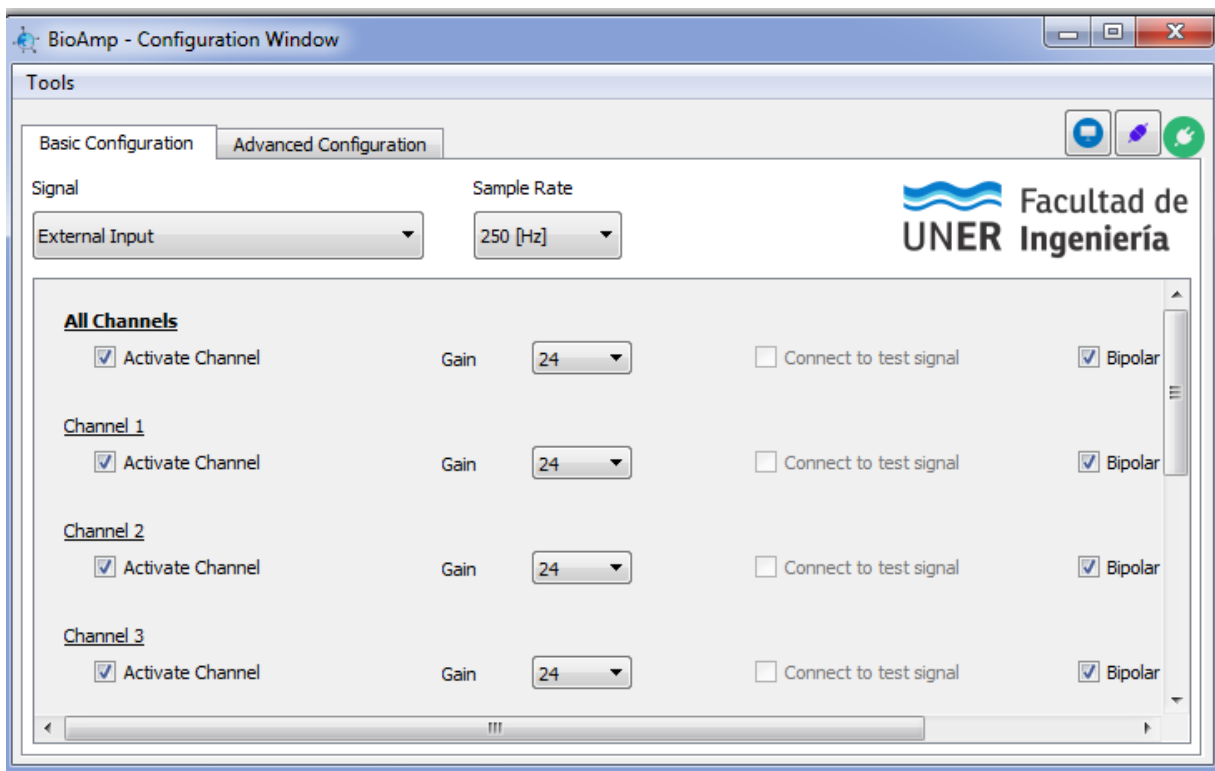 BioAmp - Configuration Window
Tools
Basic Configuration Advanced Configuration
Signal Sample Rate
External Input 250 [Hz]
UNER Facultad de
Ingeniería
All Channels
Activate Channel Gain 24 Connect to test signal Bipolar
Channel 1
Activate Channel Gain 24 Connect to test signal Bipolar
Channel 2
Activate Channel Gain 24 Connect to test signal Bipolar
Channel 3
Activate Channel Gain 24 Connect to test signal Bipolar